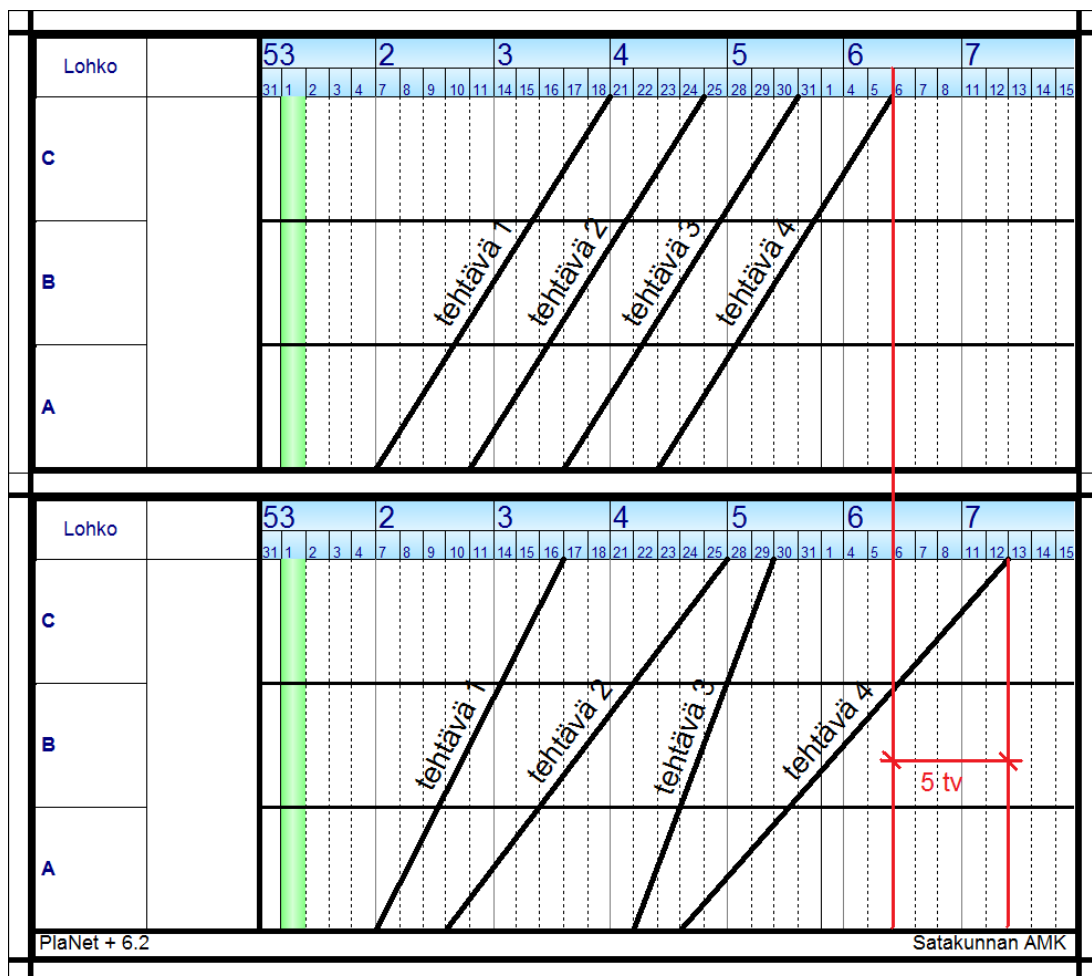 Lohko
53 2 3 4 5 6 7
31 1 2 3 4 7 8 9 10 11 14 15 16 17 18 21 22 23 24 25 28 29 30 31 1 4 5 6 7 8 11 12 13 14 15
C
B
A
tehtävä 1
tehtävä 2
tehtävä 3
tehtävä 4
Lohko
53 2 3 4 5 6 7
31 1 2 3 4 7 8 9 10 11 14 15 16 17 18 21 22 23 24 25 28 29 30 31 1 4 5 6 7 8 11 12 13 14 15
C
B
A
tehtävä 1
tehtävä 2
tehtävä 3
tehtävä 4
5 tv
PlaNet + 6.2
Satakunnan AMK